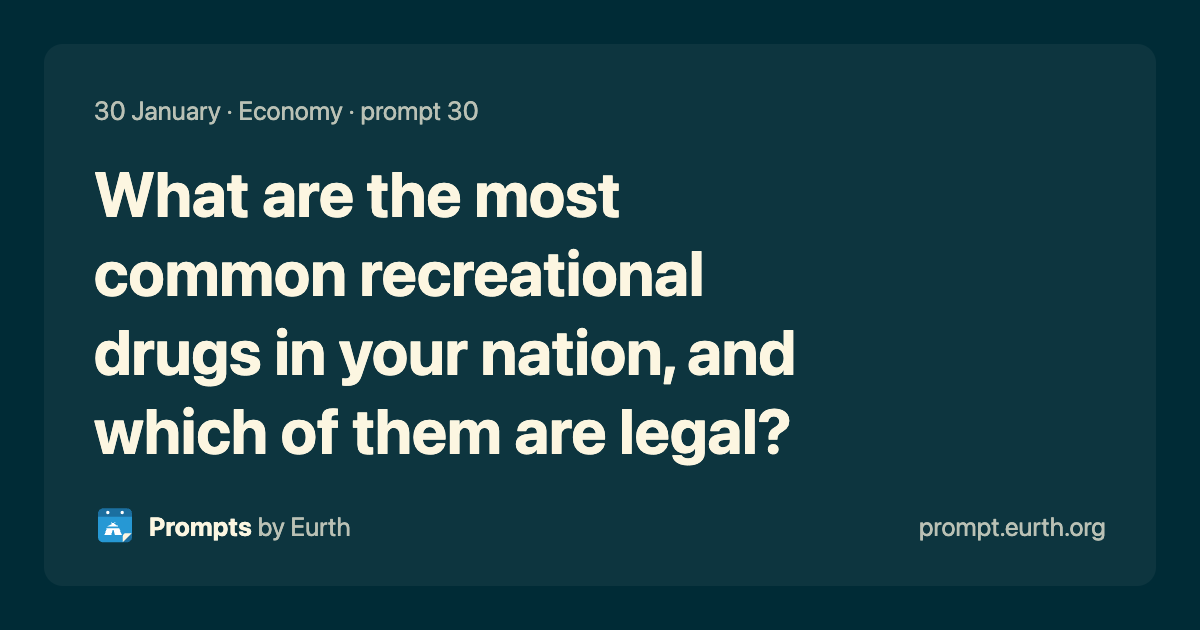 30 January · Economy · prompt 30
What are the most
common recreational
drugs in your nation, and
which of them are legal?
Prompts by Eurth
prompt.eurth.org